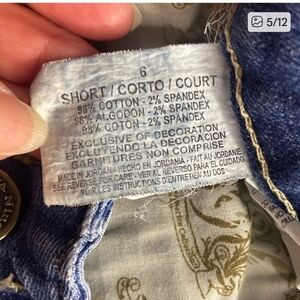 5/12
6
SHORT / CORTO / COURT
98% COTTON - 2% SPANDEX
98% ALGODON - 2% SPANDEX
98% COTON - 2% SPANDEX
EXCLUSIVE OF DECORATION
EXCLUYENDO DE LA DECORACIÓN
GARNITURES NON COMPRISE
MADE IN JORDAN / HECHO EN JORDANIA / FAIT AU JORDANIE
SEE REVERSE FOR CARE / VER AL REVERSO PARA EL CUIDADO
VOIR LES INSTRUCTIONS D'ENTRETIEN AU DOS